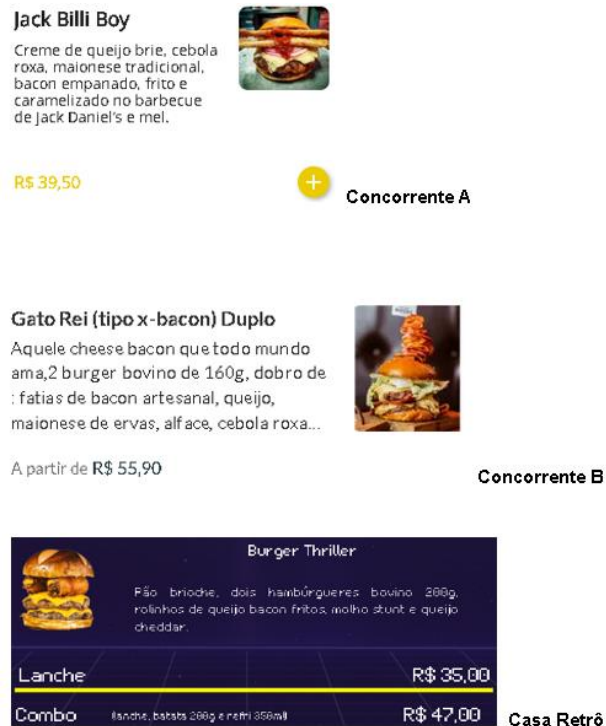 Jack Billi Boy
Creme de queijo brie, cebola
roxa, maionese tradicional,
bacon empanado, frito e
caramelizado no barbecue
de Jack Daniel's e mel.
R$ 39,50
+
Concorrente A
Gato Rei (tipo x-bacon) Duplo
Aquele cheese bacon que todo mundo
ama,2 burger bovino de 160g, dobro de
: fatias de bacon artesanal, queijo,
maionese de ervas, alface, cebola roxa...
A partir de R$ 55,90
Concorrente B
Burger Thriller
Pão brioche, dois hambúrgueres bovino 200g,
rolinhos de queijo bacon fritos, molho stunt e queijo
cheddar.
Lanche R$ 35,00
Combo (lanche, batata 200g e refri 350ml) R$ 47,00
Casa Retrô